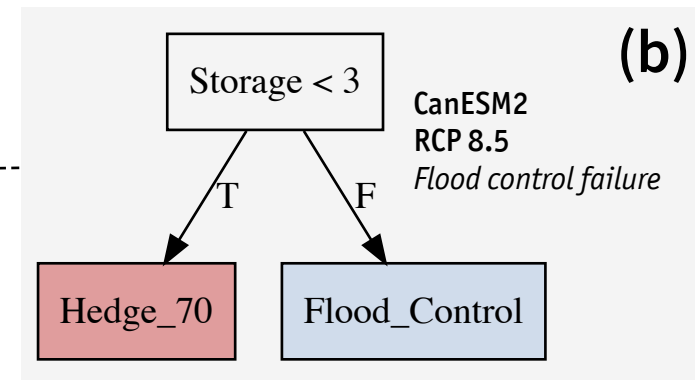 (b)
Storage < 3
CanESM2
RCP 8.5
Flood control failure
T
F
Hedge_70
Flood_Control